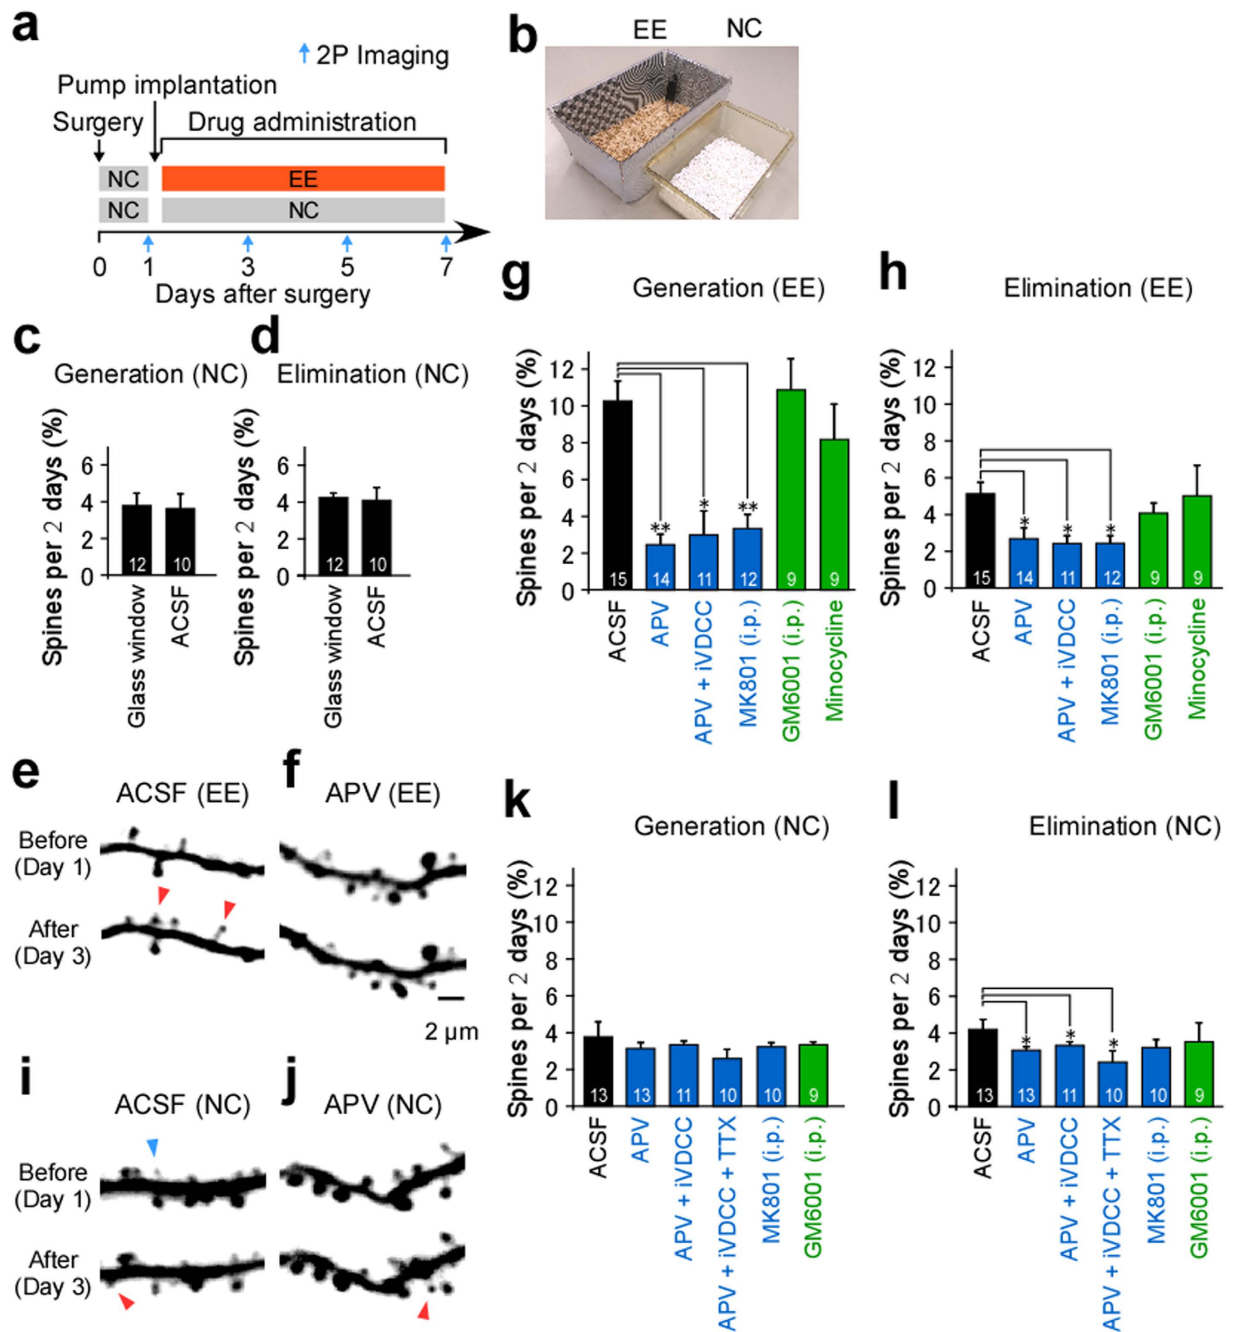 a
2P Imaging
Pump implantation
Surgery
Drug administration
NC
EE
NC
NC
0
1
3
5
7
Days after surgery
b
EE
NC
c
Generation (NC)
Spines per 2 days (%)
6
4
2
0
12
10
Glass window
ACSF
d
Elimination (NC)
Spines per 2 days (%)
6
4
2
0
12
10
Glass window
ACSF
e
ACSF (EE)
Before
(Day 1)
After
(Day 3)
f
APV (EE)
2 μm
g
Generation (EE)
Spines per 2 days (%)
12
10
8
6
4
2
0
**
*
**
15
14
11
12
9
9
ACSF
APV
APV + iVDCC
MK801 (i.p.)
GM6001 (i.p.)
Minocycline
h
Elimination (EE)
Spines per 2 days (%)
12
10
8
6
4
2
0
*
*
*
15
14
11
12
9
9
ACSF
APV
APV + iVDCC
MK801 (i.p.)
GM6001 (i.p.)
Minocycline
i
ACSF (NC)
Before
(Day 1)
After
(Day 3)
j
APV (NC)
k
Generation (NC)
Spines per 2 days (%)
12
10
8
6
4
2
0
13
13
11
10
10
9
ACSF
APV
APV + iVDCC
APV + iVDCC + TTX
MK801 (i.p.)
GM6001 (i.p.)
l
Elimination (NC)
Spines per 2 days (%)
12
10
8
6
4
2
0
*
*
*
13
13
11
10
10
9
ACSF
APV
APV + iVDCC
APV + iVDCC + TTX
MK801 (i.p.)
GM6001 (i.p.)